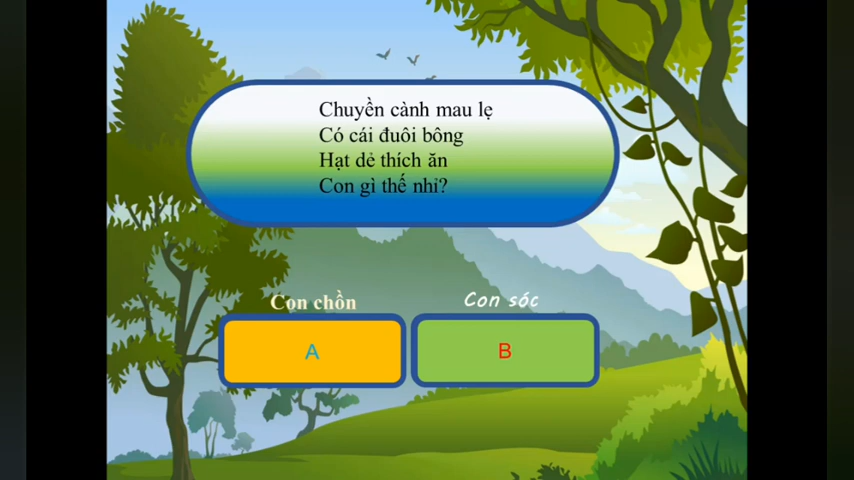 Chuyền cành mau lẹ
Có cái đuôi bông
Hạt dẻ thích ăn
Con gì thế nhỉ?
Con chồn
Con sóc
A
B